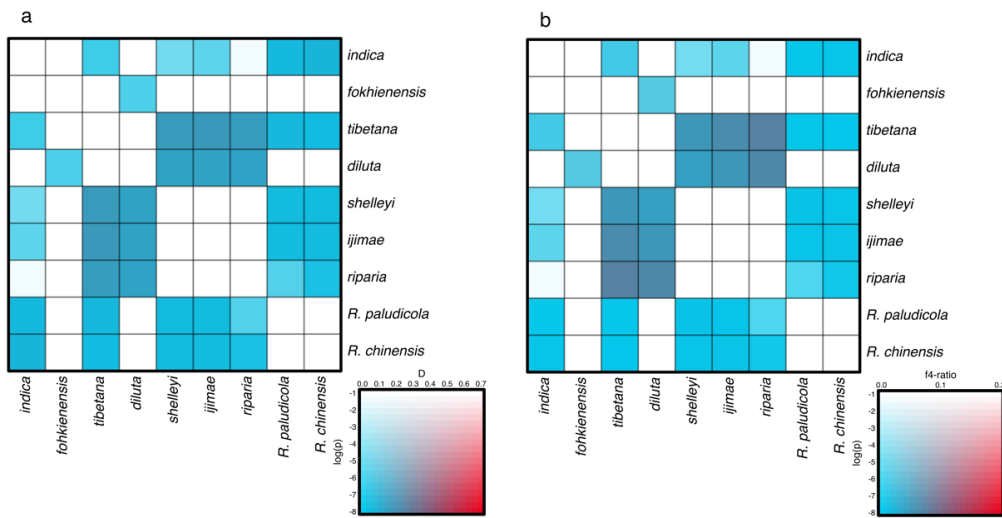 a
indica
fokhienensis
tibetana
diluta
shelleyi
ijimae
riparia
R. paludicola
R. chinensis
indica
fohkienensis
tibetana
diluta
shelleyi
ijimae
riparia
R. paludicola
R. chinensis
D
0.0 0.1 0.2 0.3 0.4 0.5 0.6 0.7
log(p)
-1
-2
-3
-4
-5
-6
-7
-8
b
indica
fohkienensis
tibetana
diluta
shelleyi
ijimae
riparia
R. paludicola
R. chinensis
indica
fohkienensis
tibetana
diluta
shelleyi
ijimae
riparia
R. paludicola
R. chinensis
f4-ratio
0.0 0.1
log(p)
-1
-2
-3
-4
-5
-6
-7
-8